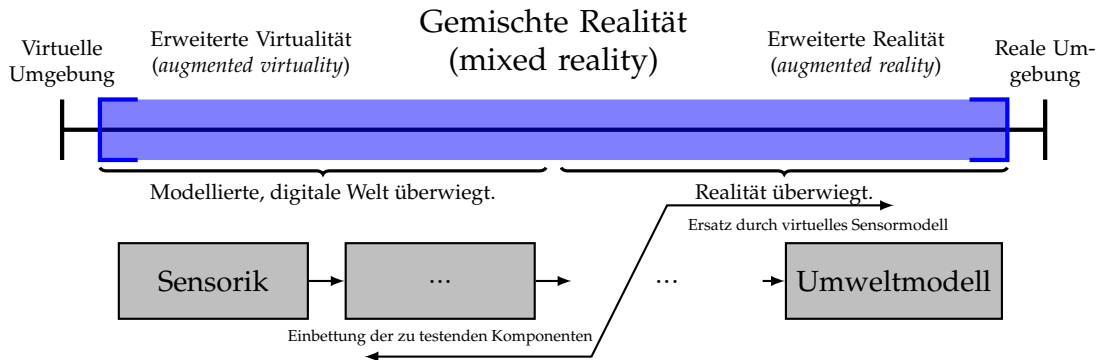 Gemischte Realität
(mixed reality)
Virtuelle
Umgebung
Erweiterte Virtualität
(augmented virtuality)
Erweiterte Realität
(augmented reality)
Reale Um-
gebung
Modellierte, digitale Welt überwiegt.
Realität überwiegt.
Ersatz durch virtuelles Sensormodell
Sensorik
...
...
Umweltmodell
Einbettung der zu testenden Komponenten